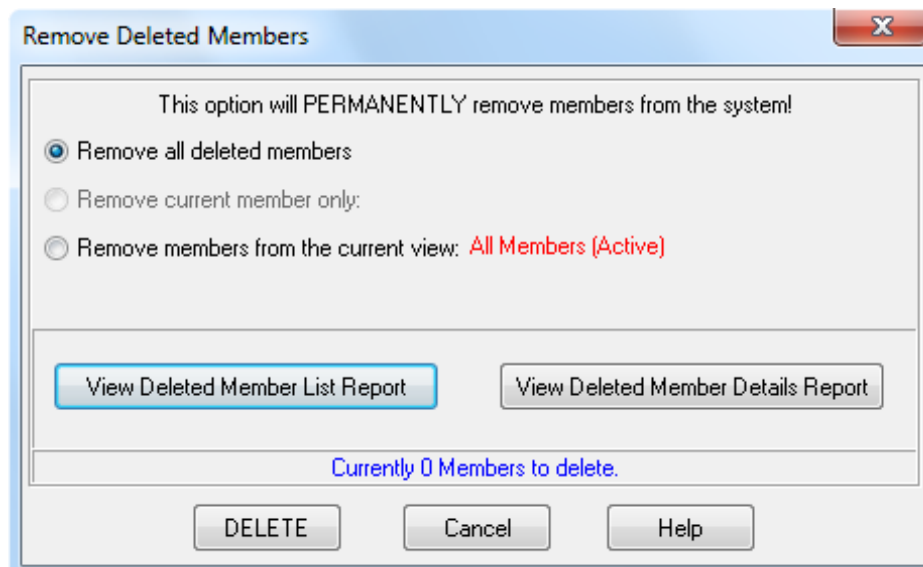 Remove Deleted Members
This option will PERMANENTLY remove members from the system!
Remove all deleted members
Remove current member only:
Remove members from the current view: All Members (Active)
View Deleted Member List Report View Deleted Member Details Report
Currently 0 Members to delete.
DELETE Cancel Help